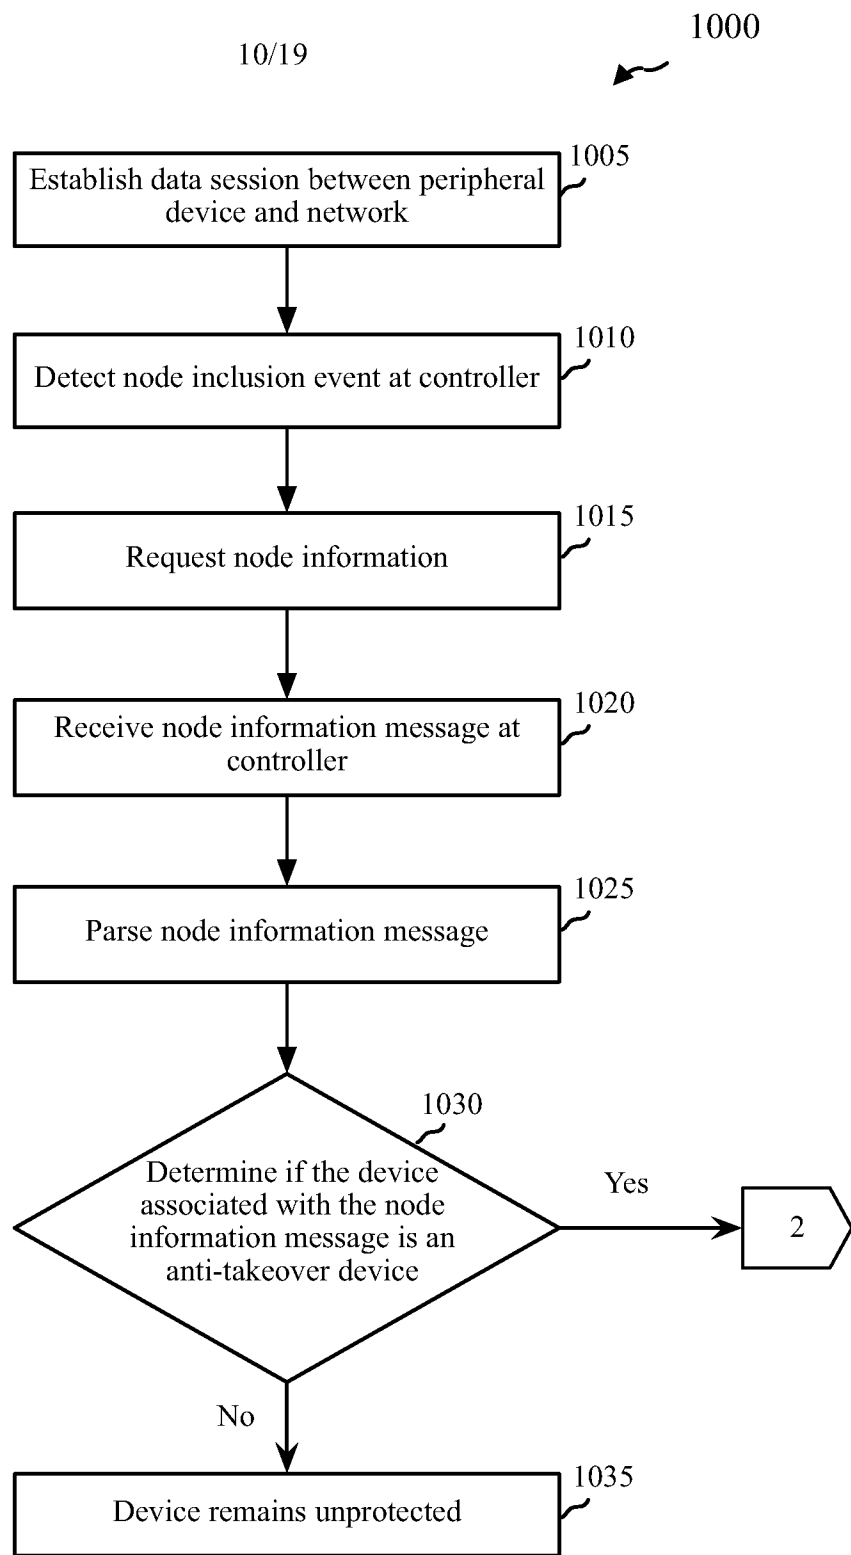 10/19
1000
1005
Establish data session between peripheral
device and network
1010
Detect node inclusion event at controller
1015
Request node information
1020
Receive node information message at
controller
1025
Parse node information message
1030
Determine if the device
associated with the node
information message is an
anti-takeover device
Yes
2
No
1035
Device remains unprotected